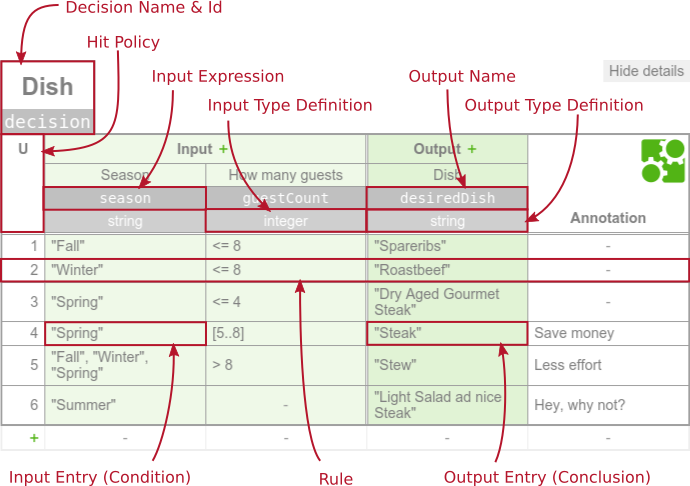 Decision Name & Id
Hit Policy
Input Expression
Output Name
Hide details
Input Type Definition
Output Type Definition
Dish
decision
U
Input +
Output +
Season
How many guests
Dish
season
guestCount
desiredDish
string
integer
string
Annotation
1 "Fall" <= 8 "Spareribs" -
2 "Winter" <= 8 "Roastbeef" -
3 "Spring" <= 4 "Dry Aged Gourmet
Steak" -
4 "Spring" [5..8] "Steak" Save money
5 "Fall", "Winter",
"Spring" > 8 "Stew" Less effort
6 "Summer" - "Light Salad ad nice
Steak" Hey, why not?
+ - - - -
Input Entry (Condition)
Rule
Output Entry (Conclusion)